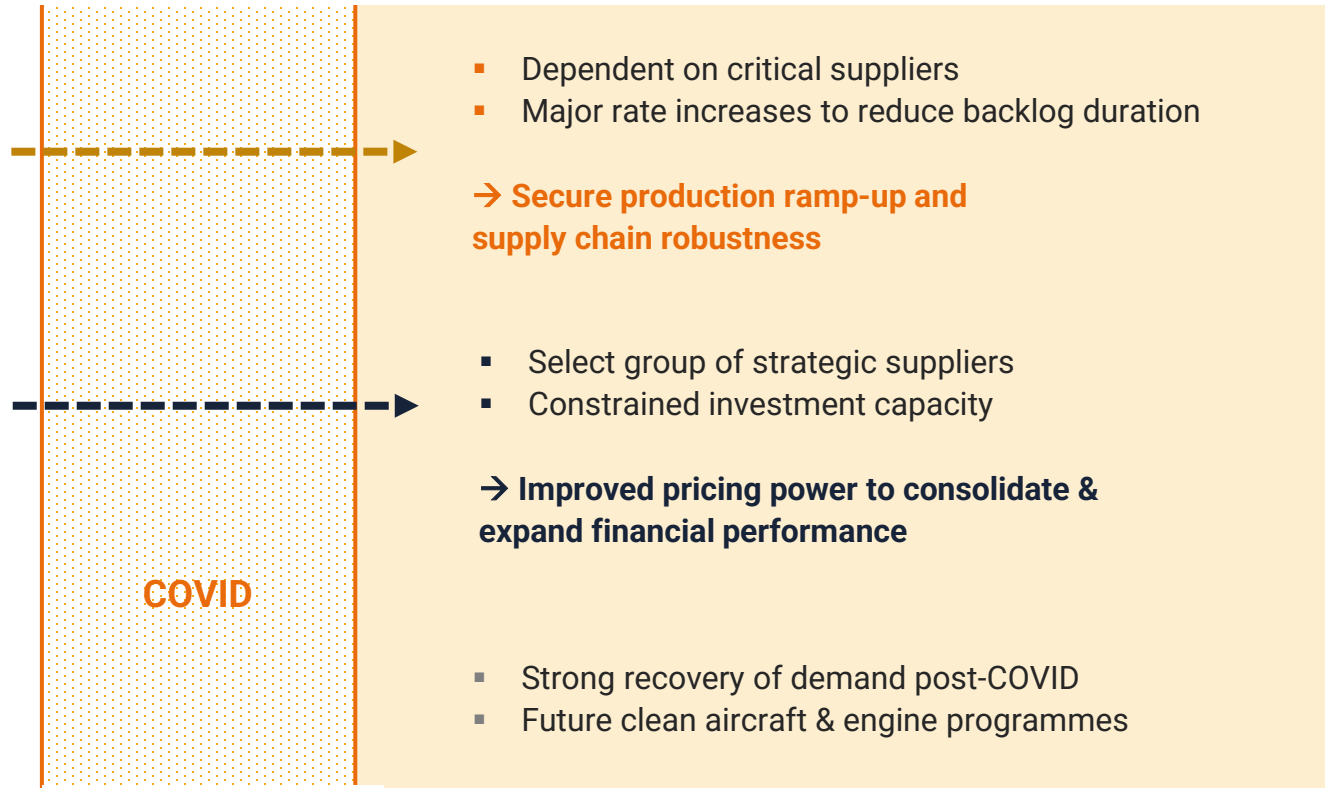 ▪ Dependent on critical suppliers
▪ Major rate increases to reduce backlog duration
→ Secure production ramp-up and
supply chain robustness
▪ Select group of strategic suppliers
▪ Constrained investment capacity
→ Improved pricing power to consolidate &
expand financial performance
COVID
▪ Strong recovery of demand post-COVID
▪ Future clean aircraft & engine programmes